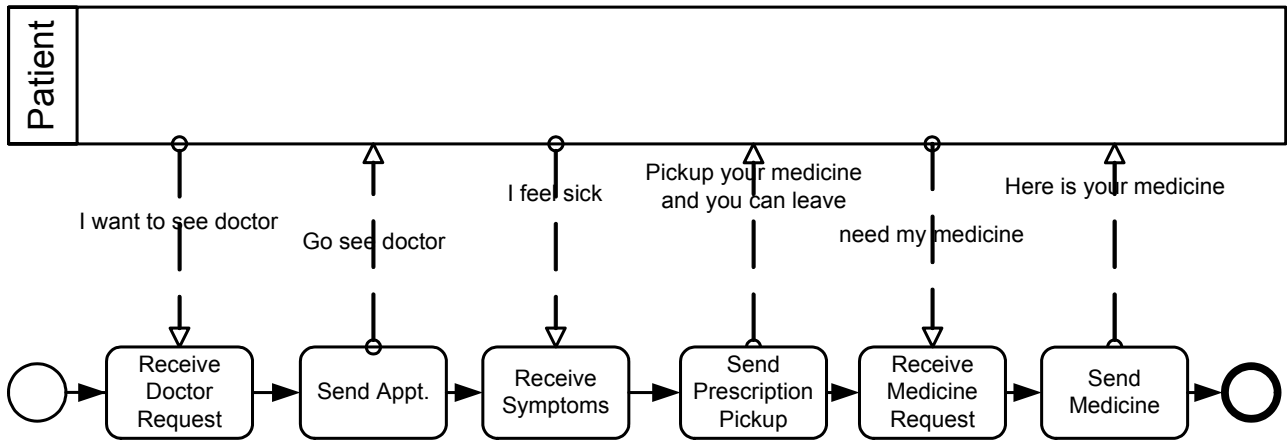 Patient
I want to see doctor
Go see doctor
I feel sick
Pickup your medicine
and you can leave
need my medicine
Here is your medicine
Receive
Doctor
Request
Send Appt.
Receive
Symptoms
Send
Prescription
Pickup
Receive
Medicine
Request
Send
Medicine